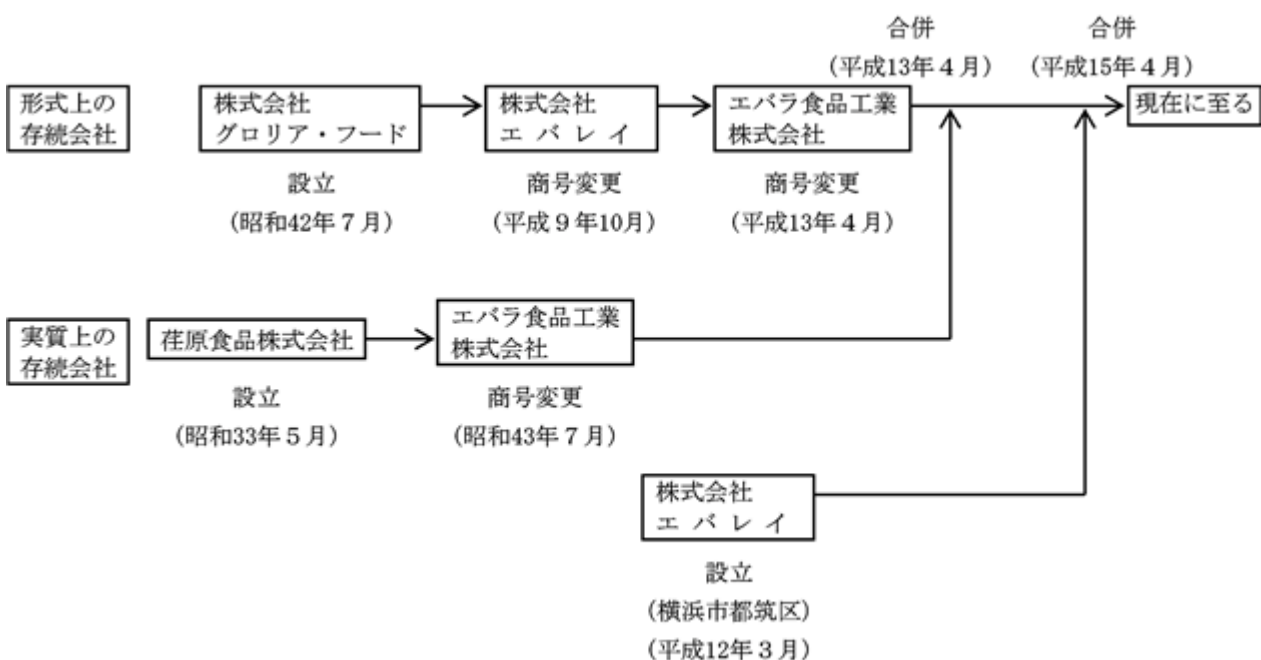 合併
（平成13年４月）
合併
（平成15年４月）
形式上の
存続会社
株式会社
グロリア・フード
株式会社
エ バ レ イ
エバラ食品工業
株式会社
現在に至る
設立
（昭和42年７月）
商号変更
（平成９年10月）
商号変更
（平成13年４月）
実質上の
存続会社
荏原食品株式会社
エバラ食品工業
株式会社
設立
（昭和33年５月）
商号変更
（昭和43年７月）
株式会社
エ バ レ イ
設立
（横浜市都筑区）
（平成12年３月）